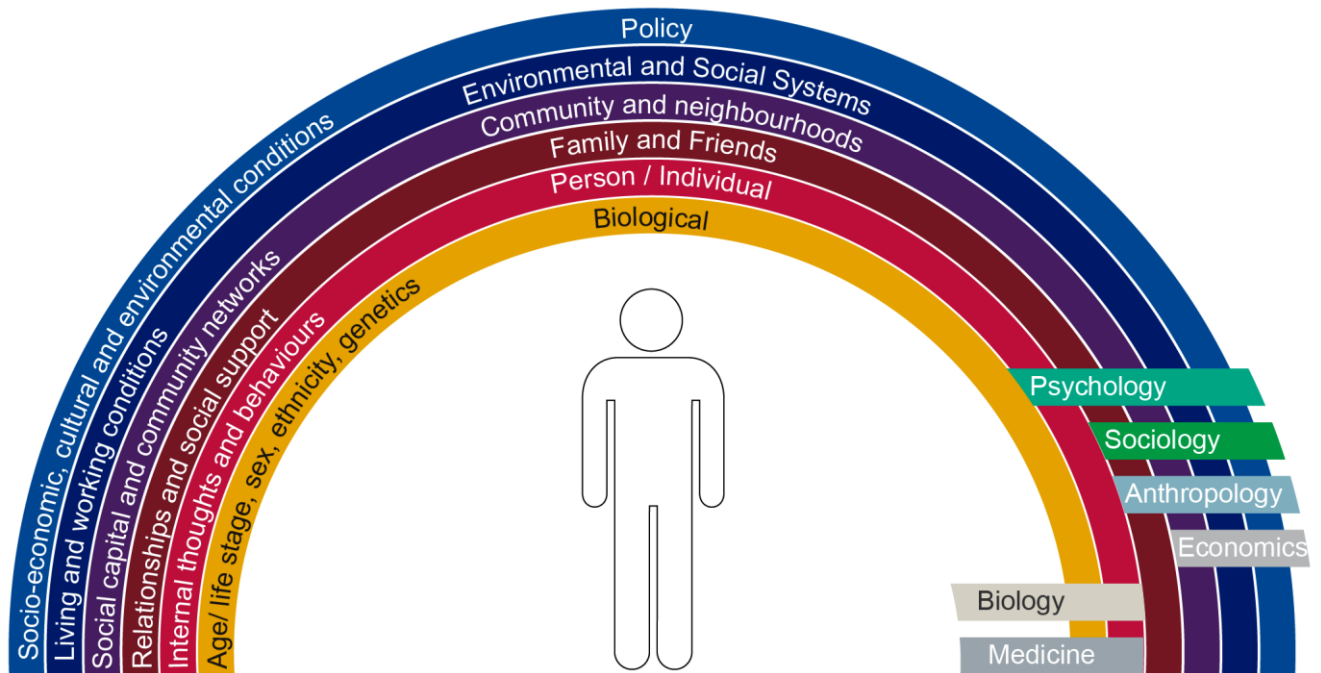 Policy
Environmental and Social Systems
Community and neighbourhoods
Family and Friends
Person / Individual
Biological
Socio-economic, cultural and environmental conditions
Living and working conditions
Social capital and community networks
Relationships and social support
Internal thoughts and behaviours
Age/ life stage, sex, ethnicity, genetics
Psychology
Sociology
Anthropology
Economics
Biology
Medicine